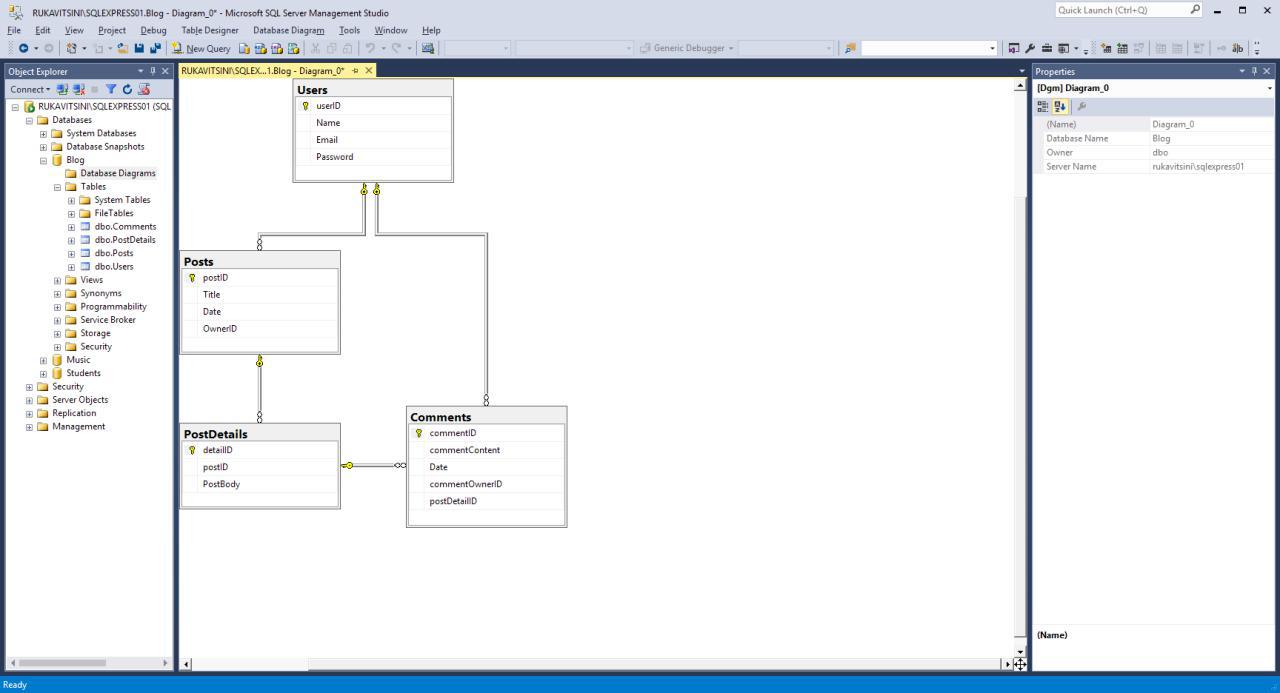 RUKAVITSINI\SQLEXPRESS01.Blog - Diagram_0* - Microsoft SQL Server Management Studio
Quick Launch (Ctrl+Q)
File Edit View Project Debug Table Designer Database Diagram Tools Window Help
New Query
Generic Debugger
Object Explorer
Connect
RUKAVITSINI\SQLEXPRESS01 (SQL
Databases
System Databases
Database Snapshots
Blog
Database Diagrams
Tables
System Tables
FileTables
dbo.Comments
dbo.PostDetails
dbo.Posts
dbo.Users
Views
Synonyms
Programmability
Service Broker
Storage
Security
Music
Students
Security
Server Objects
Replication
Management
RUKAVITSINI\SQLEX...1.Blog - Diagram_0*
Users
userID
Name
Email
Password
Posts
postID
Title
Date
OwnerID
PostDetails
detailID
postID
PostBody
Comments
commentID
commentContent
Date
commentOwnerID
postDetailID
Properties
[Dgm] Diagram_0
(Name) Diagram_0
Database Name Blog
Owner dbo
Server Name rukavitsini\sqlexpress01
(Name)
Ready